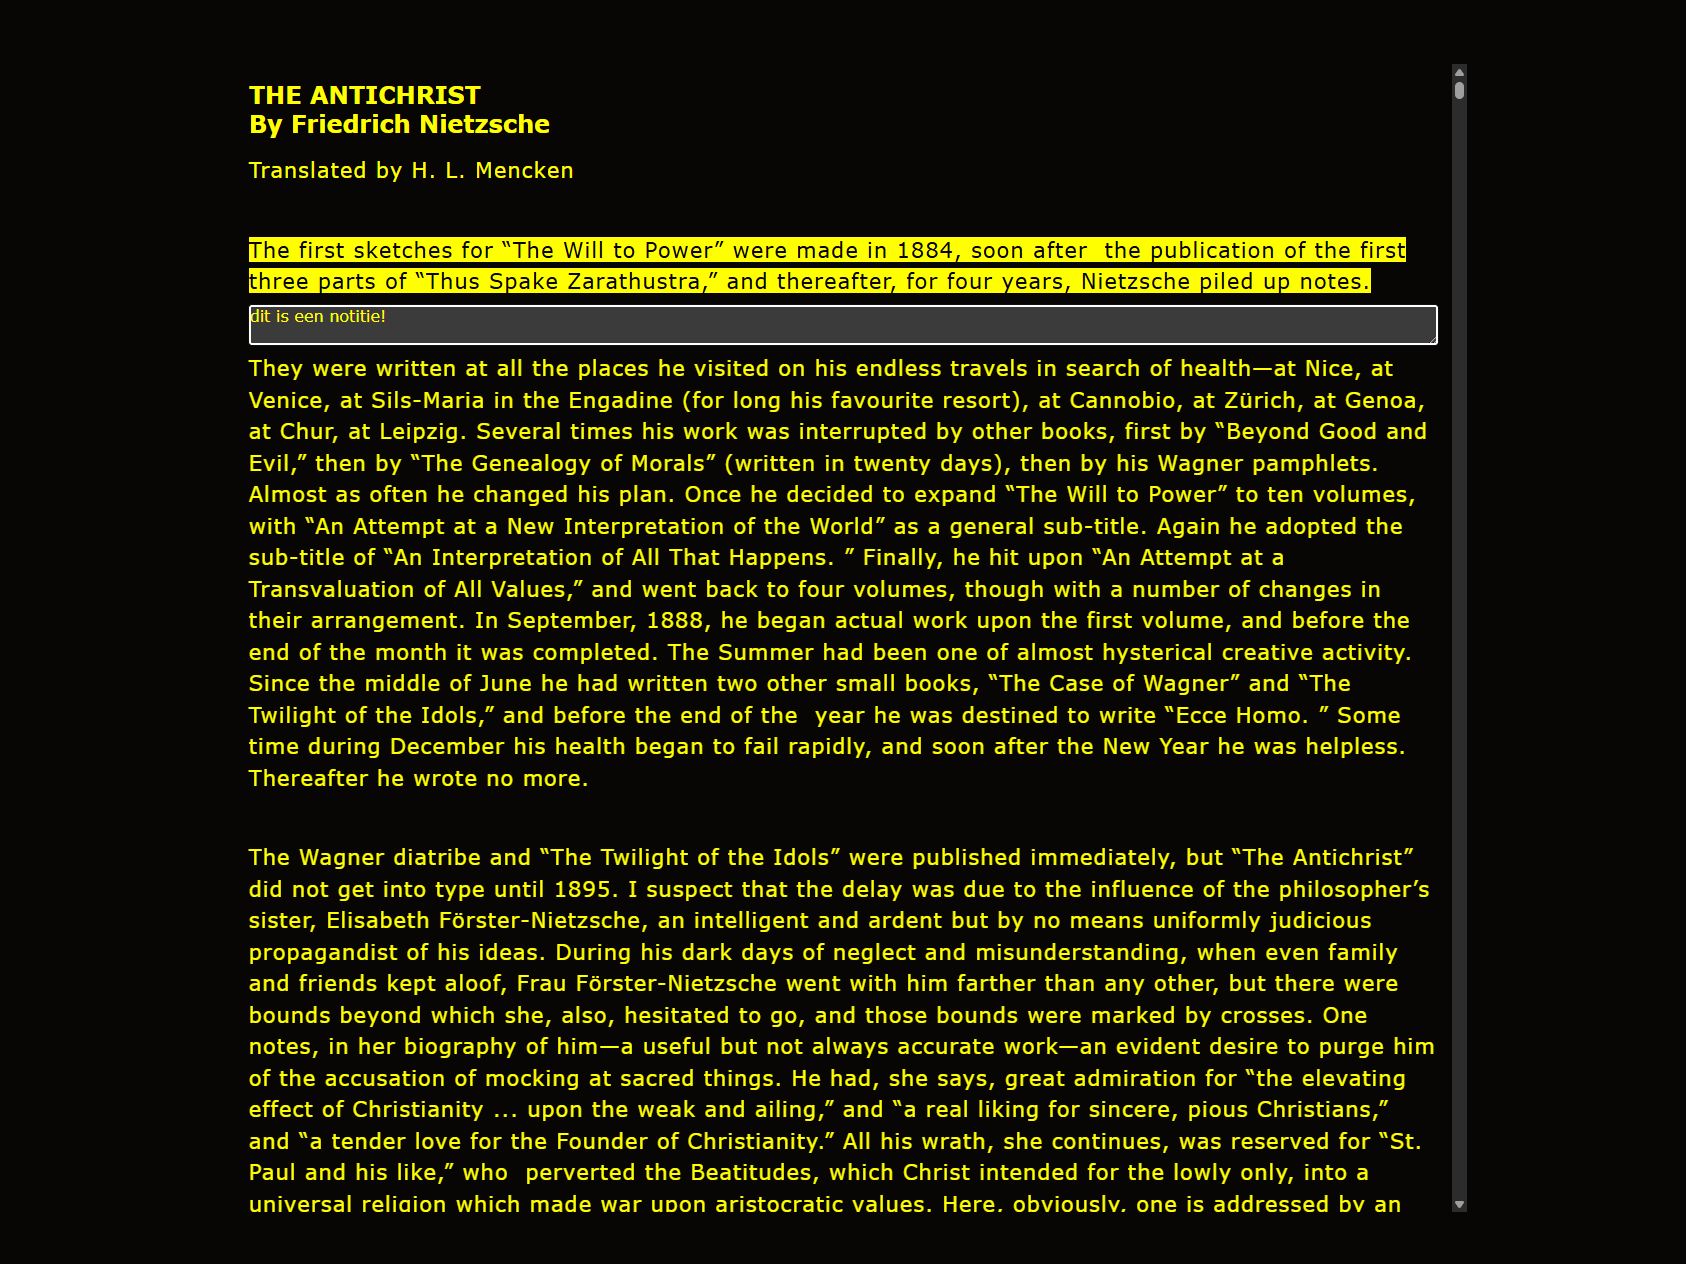 THE ANTICHRIST
By Friedrich Nietzsche
Translated by H. L. Mencken
The first sketches for “The Will to Power” were made in 1884, soon after  the publication of the first
three parts of “Thus Spake Zarathustra,” and thereafter, for four years, Nietzsche piled up notes.
dit is een notitie!
They were written at all the places he visited on his endless travels in search of health—at Nice, at
Venice, at Sils-Maria in the Engadine (for long his favourite resort), at Cannobio, at Zürich, at Genoa,
at Chur, at Leipzig. Several times his work was interrupted by other books, first by “Beyond Good and
Evil,” then by “The Genealogy of Morals” (written in twenty days), then by his Wagner pamphlets.
Almost as often he changed his plan. Once he decided to expand “The Will to Power” to ten volumes,
with “An Attempt at a New Interpretation of the World” as a general sub-title. Again he adopted the
sub-title of “An Interpretation of All That Happens. ” Finally, he hit upon “An Attempt at a
Transvaluation of All Values,” and went back to four volumes, though with a number of changes in
their arrangement. In September, 1888, he began actual work upon the first volume, and before the
end of the month it was completed. The Summer had been one of almost hysterical creative activity.
Since the middle of June he had written two other small books, “The Case of Wagner” and “The
Twilight of the Idols,” and before the end of the  year he was destined to write “Ecce Homo. ” Some
time during December his health began to fail rapidly, and soon after the New Year he was helpless.
Thereafter he wrote no more.
The Wagner diatribe and “The Twilight of the Idols” were published immediately, but “The Antichrist”
did not get into type until 1895. I suspect that the delay was due to the influence of the philosopher’s
sister, Elisabeth Förster-Nietzsche, an intelligent and ardent but by no means uniformly judicious
propagandist of his ideas. During his dark days of neglect and misunderstanding, when even family
and friends kept aloof, Frau Förster-Nietzsche went with him farther than any other, but there were
bounds beyond which she, also, hesitated to go, and those bounds were marked by crosses. One
notes, in her biography of him—a useful but not always accurate work—an evident desire to purge him
of the accusation of mocking at sacred things. He had, she says, great admiration for “the elevating
effect of Christianity ... upon the weak and ailing,” and “a real liking for sincere, pious Christians,”
and “a tender love for the Founder of Christianity.” All his wrath, she continues, was reserved for “St.
Paul and his like,” who  perverted the Beatitudes, which Christ intended for the lowly only, into a
universal religion which made war upon aristocratic values. Here, obviously, one is addressed by an